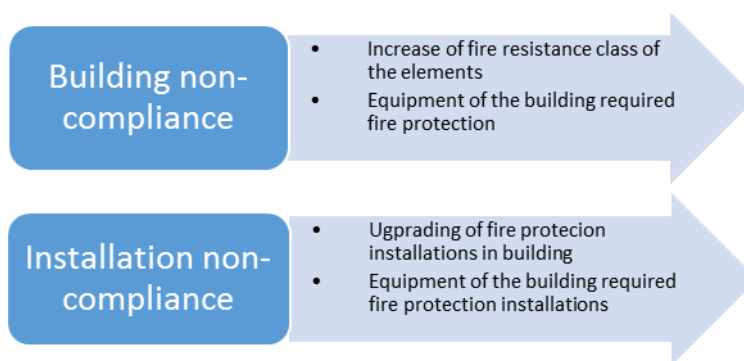 Building non-
compliance
• Increase of fire resistance class of
the elements
• Equipment of the building required
fire protection
Installation non-
compliance
• Ugprading of fire protecion
installations in building
• Equipment of the building required
fire protection installations